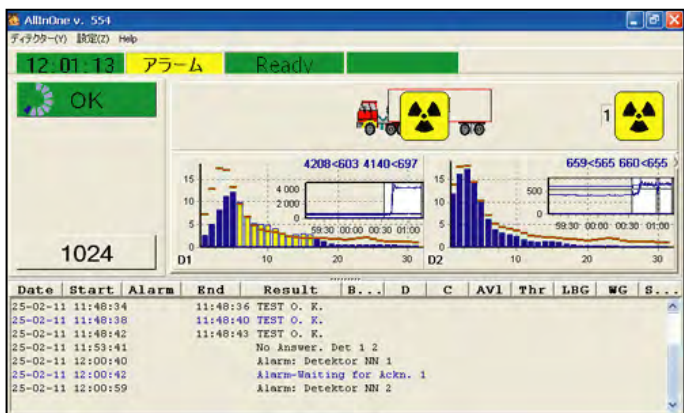 AllInOne v. 554
ディテクター(Y) 設定(Z) Help
12:01:13 アラーム Ready
OK
1
4208<603 4140<697
659<565 660<655
15
10
5
0
4 000
2 000
0
59:30 00:00 00:30 01:00
D1 10 20 30
15
10
5
0
500
0
59:30 00:00 00:30 01:00
D2 10 20 30
1024
Date Start Alarm End Result B... D C AVl Thr LBG WG S...
25-02-11 11:48:34 11:48:36 TEST O. K.
25-02-11 11:48:38 11:48:40 TEST O. K.
25-02-11 11:48:42 11:48:43 TEST O. K.
25-02-11 11:53:41 No Answer. Det 1 2
25-02-11 12:00:40 Alarm: Detektor NN 1
25-02-11 12:00:42 Alarm-Waiting for Ackn. 1
25-02-11 12:00:59 Alarm: Detektor NN 2